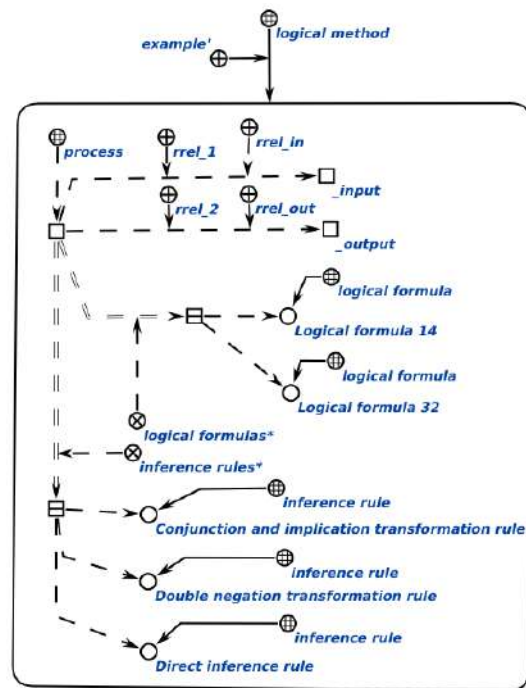 logical method
example'
process
rrel_1
rrel_in
_input
rrel_2
rrel_out
_output
logical formula
Logical formula 14
logical formula
Logical formula 32
logical formulas*
inference rules*
inference rule
Conjunction and implication transformation rule
inference rule
Double negation transformation rule
inference rule
Direct inference rule